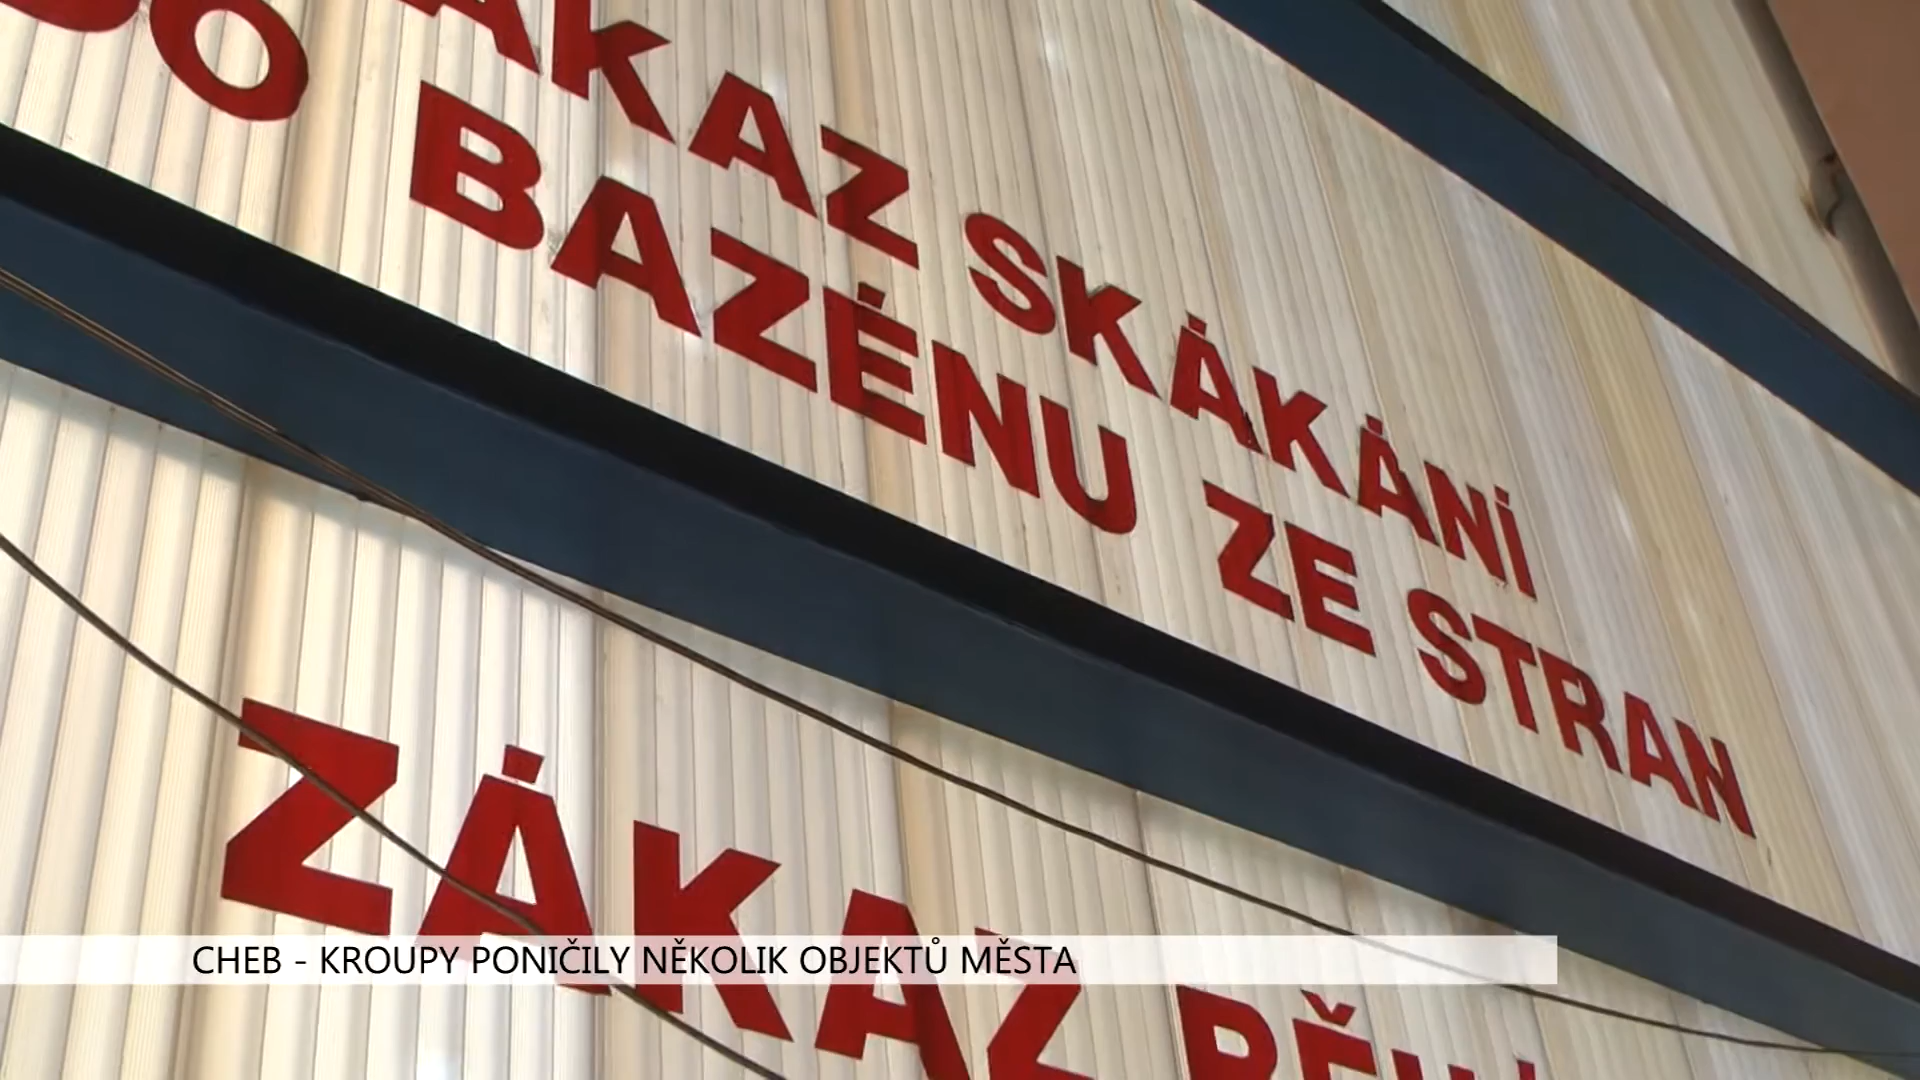 ZÁKAZ SKÁKÁNÍ
DO BAZÉNU ZE STRAN
ZÁKAZ
CHEB - KROUPY PONIČILY NĚKOLIK OBJEKTŮ MĚSTA